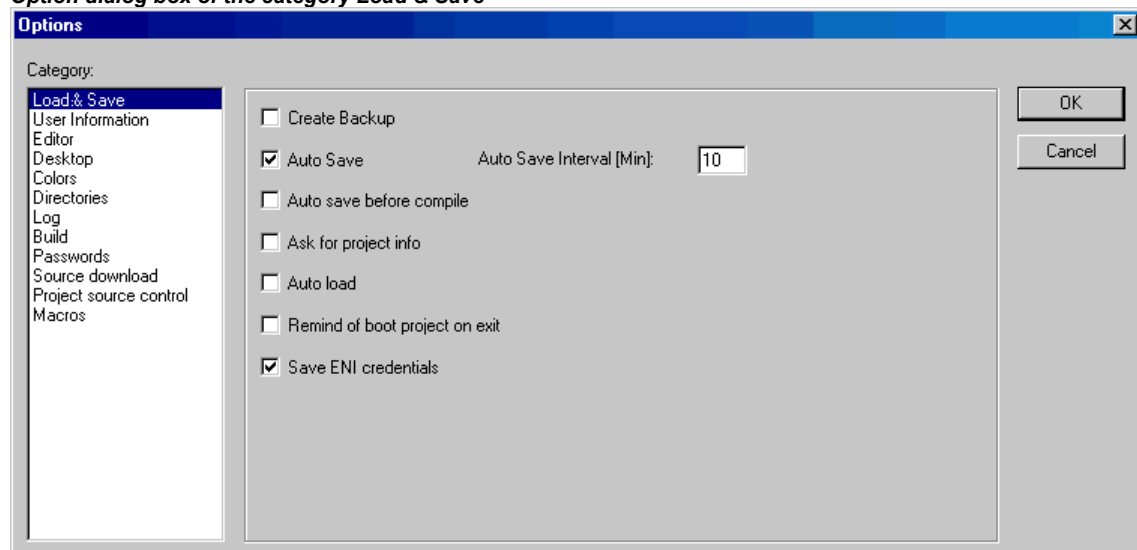 Option dialog box of the category Load & Save
Options
Category:
Load & Save
User Information
Editor
Desktop
Colors
Directories
Log
Build
Passwords
Source download
Project source control
Macros
Create Backup
Auto Save Auto Save Interval [Min]: 10
Auto save before compile
Ask for project info
Auto load
Remind of boot project on exit
Save ENI credentials
OK
Cancel